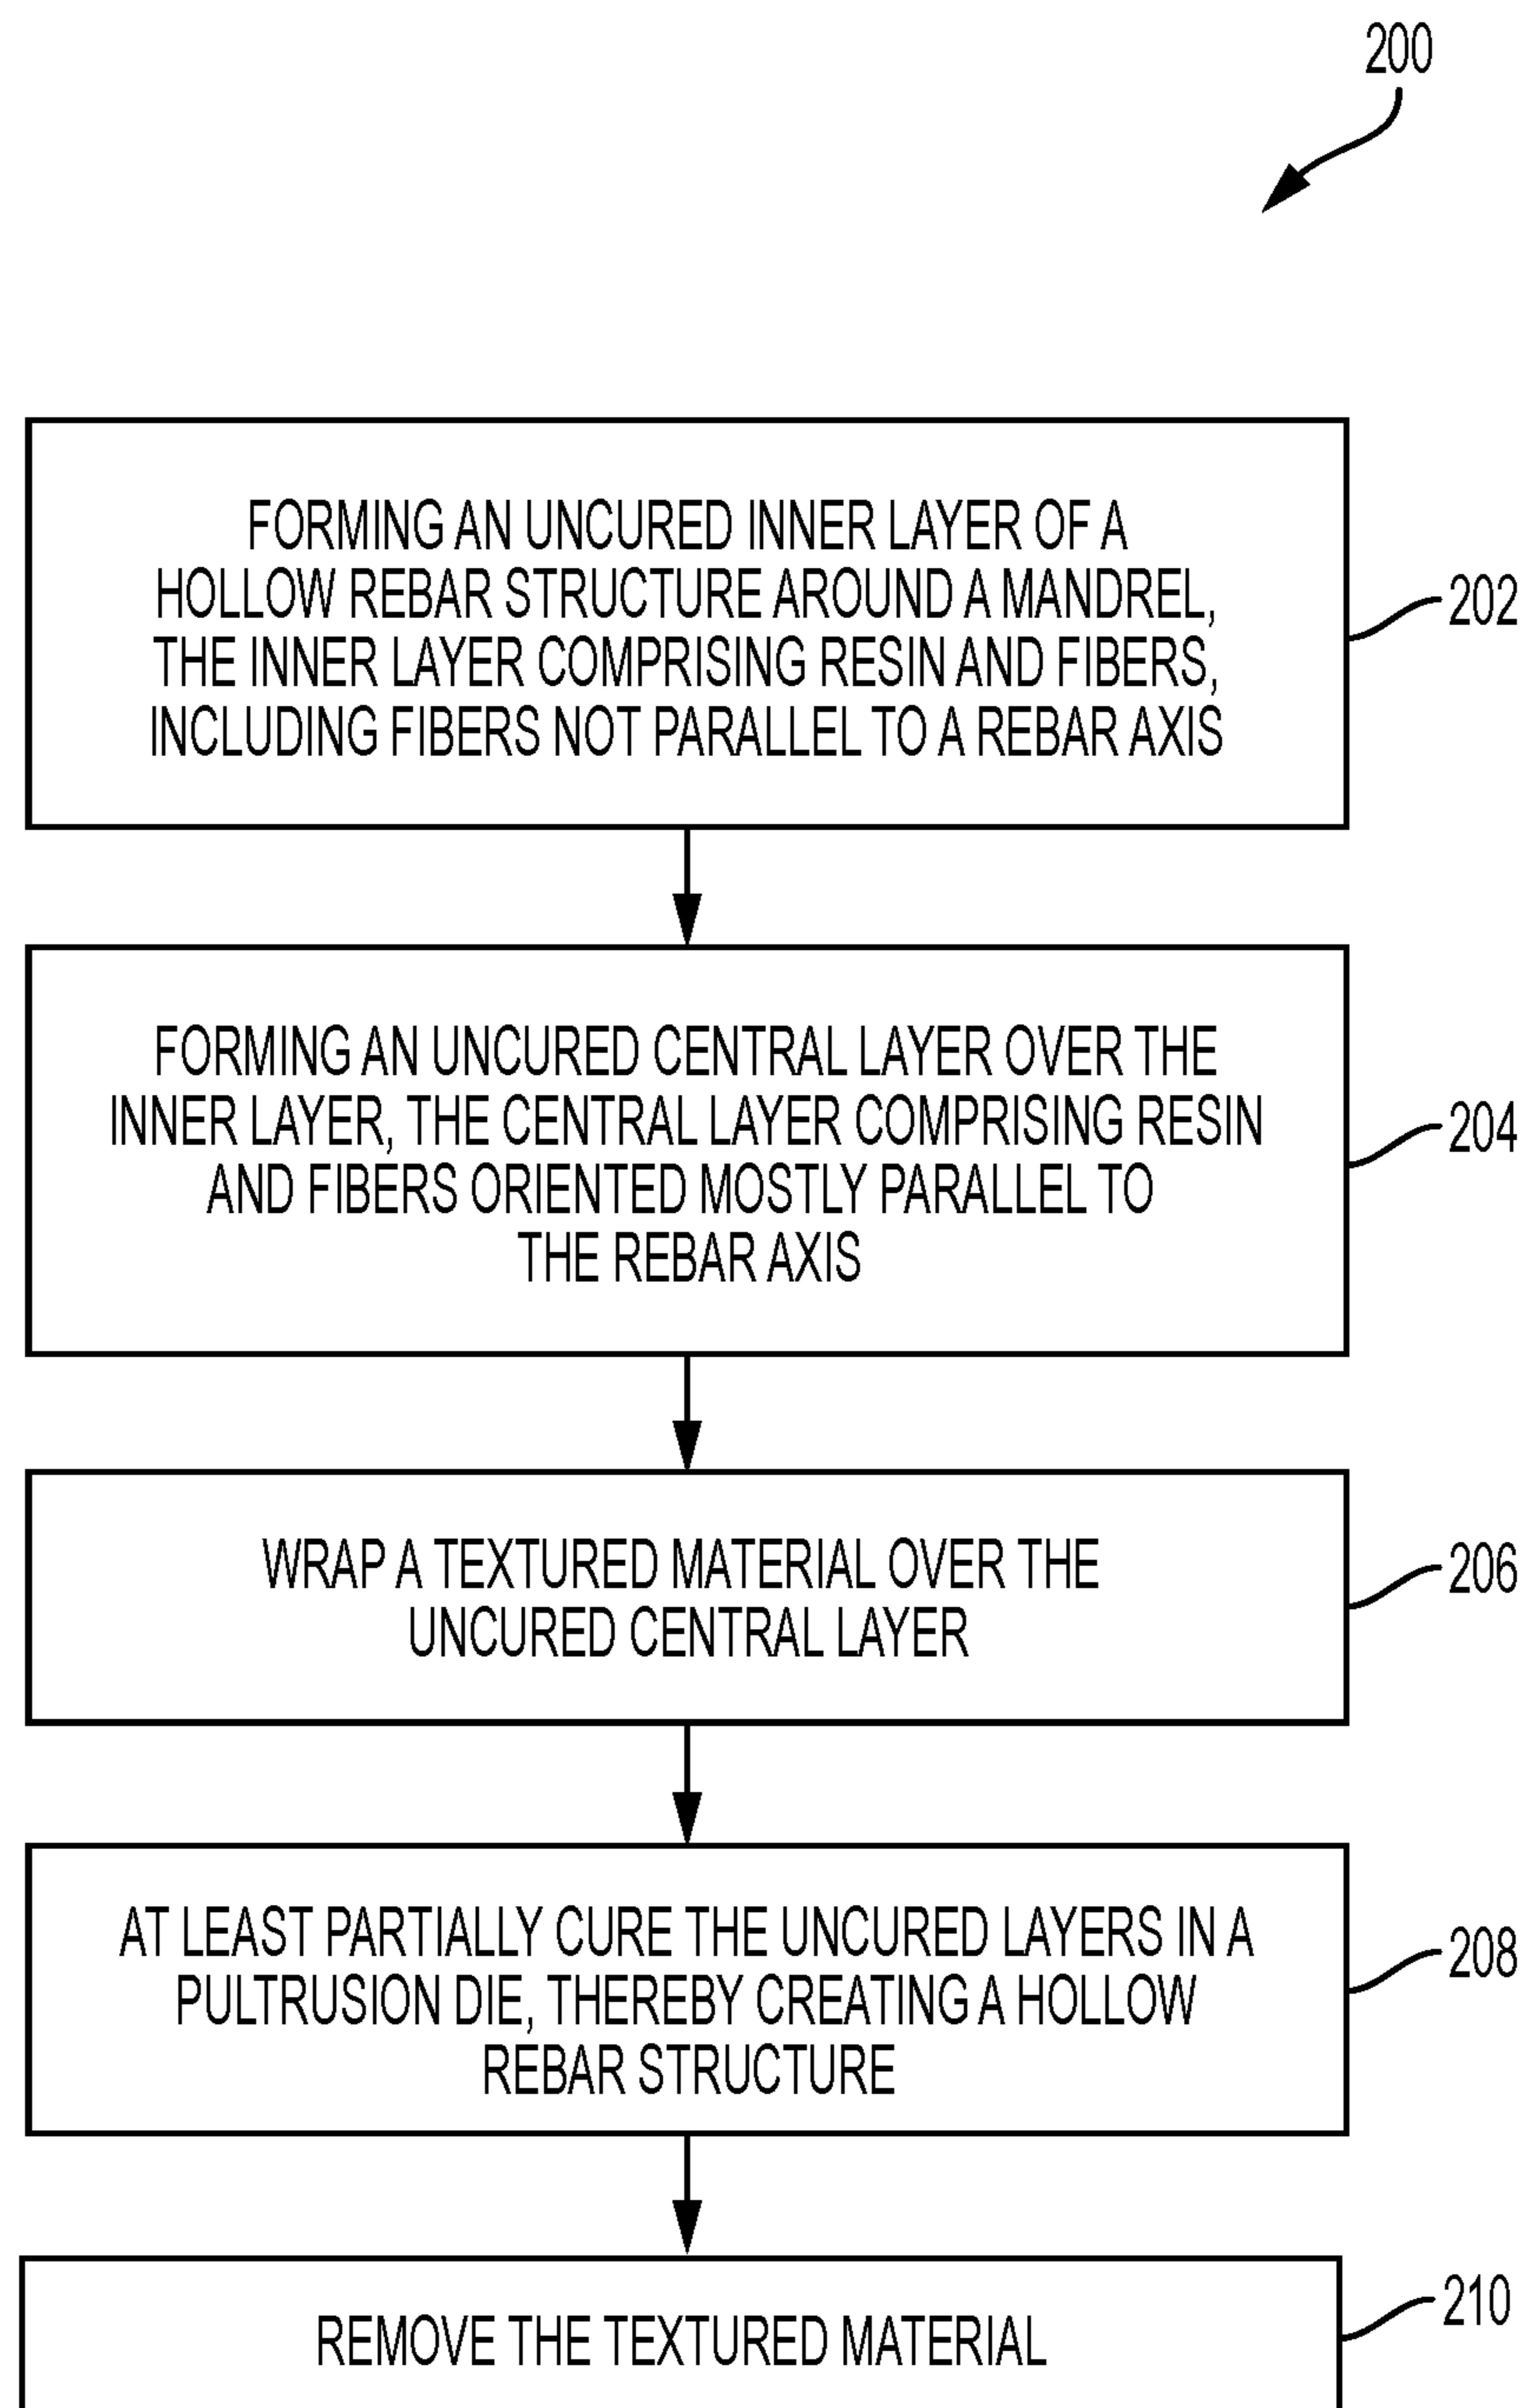 200
FORMING AN UNCURED INNER LAYER OF A
HOLLOW REBAR STRUCTURE AROUND A MANDREL,
THE INNER LAYER COMPRISING RESIN AND FIBERS,
INCLUDING FIBERS NOT PARALLEL TO A REBAR AXIS
202
FORMING AN UNCURED CENTRAL LAYER OVER THE
INNER LAYER, THE CENTRAL LAYER COMPRISING RESIN
AND FIBERS ORIENTED MOSTLY PARALLEL TO
THE REBAR AXIS
204
WRAP A TEXTURED MATERIAL OVER THE
UNCURED CENTRAL LAYER
206
AT LEAST PARTIALLY CURE THE UNCURED LAYERS IN A
PULTRUSION DIE, THEREBY CREATING A HOLLOW
REBAR STRUCTURE
208
REMOVE THE TEXTURED MATERIAL
210